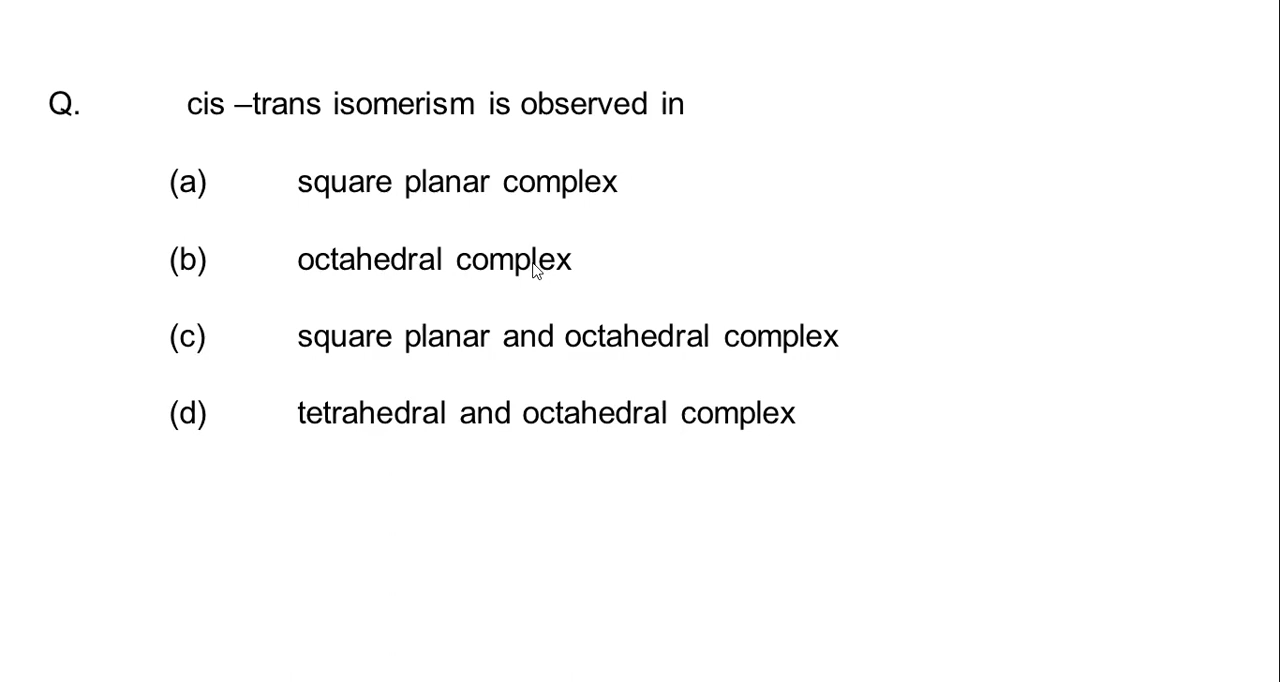 Q. cis –trans isomerism is observed in
(a) square planar complex
(b) octahedral complex
(c) square planar and octahedral complex
(d) tetrahedral and octahedral complex